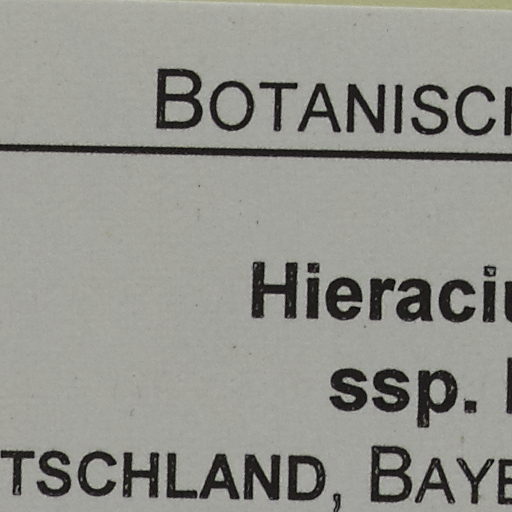 BOTANISCH
Hieraciu
ssp.
TSCHLAND, BAYE